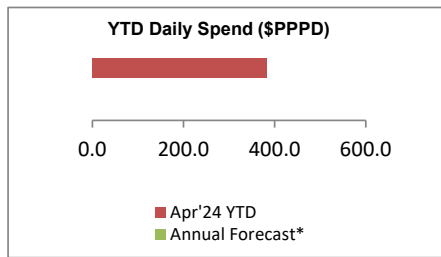 YTD Daily Spend ($PPPD)
0.0 200.0 400.0 600.0
Apr'24 YTD
Annual Forecast*